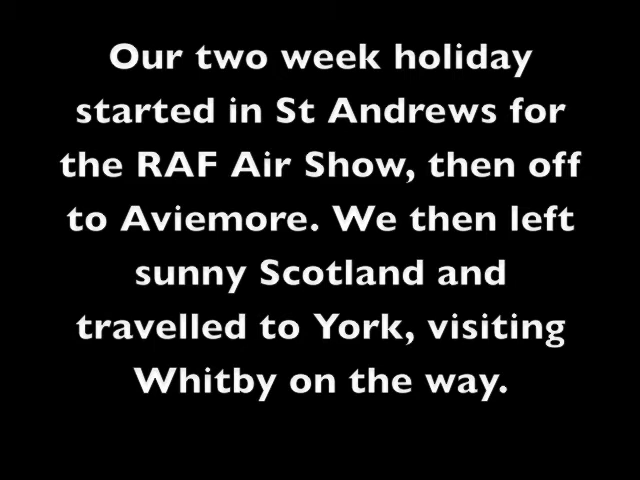 Our two week holiday
started in St Andrews for
the RAF Air Show, then off
to Aviemore. We then left
sunny Scotland and
travelled to York, visiting
Whitby on the way.